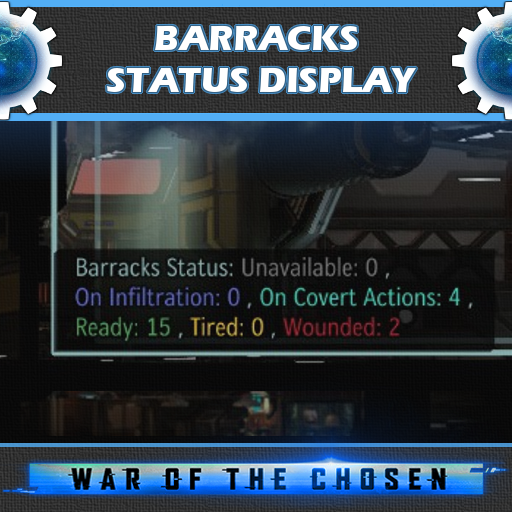 BARRACKS
STATUS DISPLAY
Barracks Status: Unavailable: 0 ,
On Infiltration: 0 , On Covert Actions: 4 ,
Ready: 15 , Tired: 0 , Wounded: 2
WAR OF THE CHOSEN